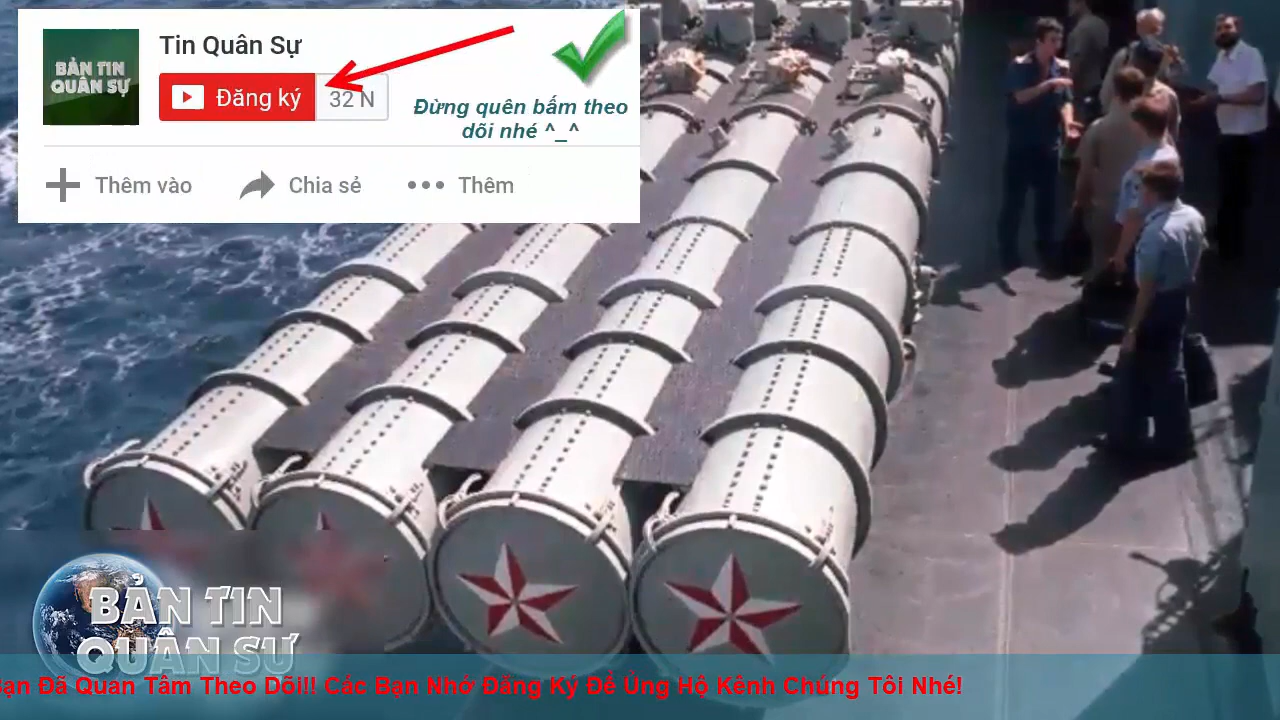 BẢN TIN
QUÂN SỰ
Tin Quân Sự
Đăng ký
32 N
Đừng quên bấm theo
dõi nhé ^_^
Thêm vào
Chia sẻ
Thêm
BẢN TIN
QUÂN SỰ
Bạn Đã Quan Tâm Theo Dõi!! Các Bạn Nhớ Đăng Ký Để Ủng Hộ Kênh Chúng Tôi Nhé!